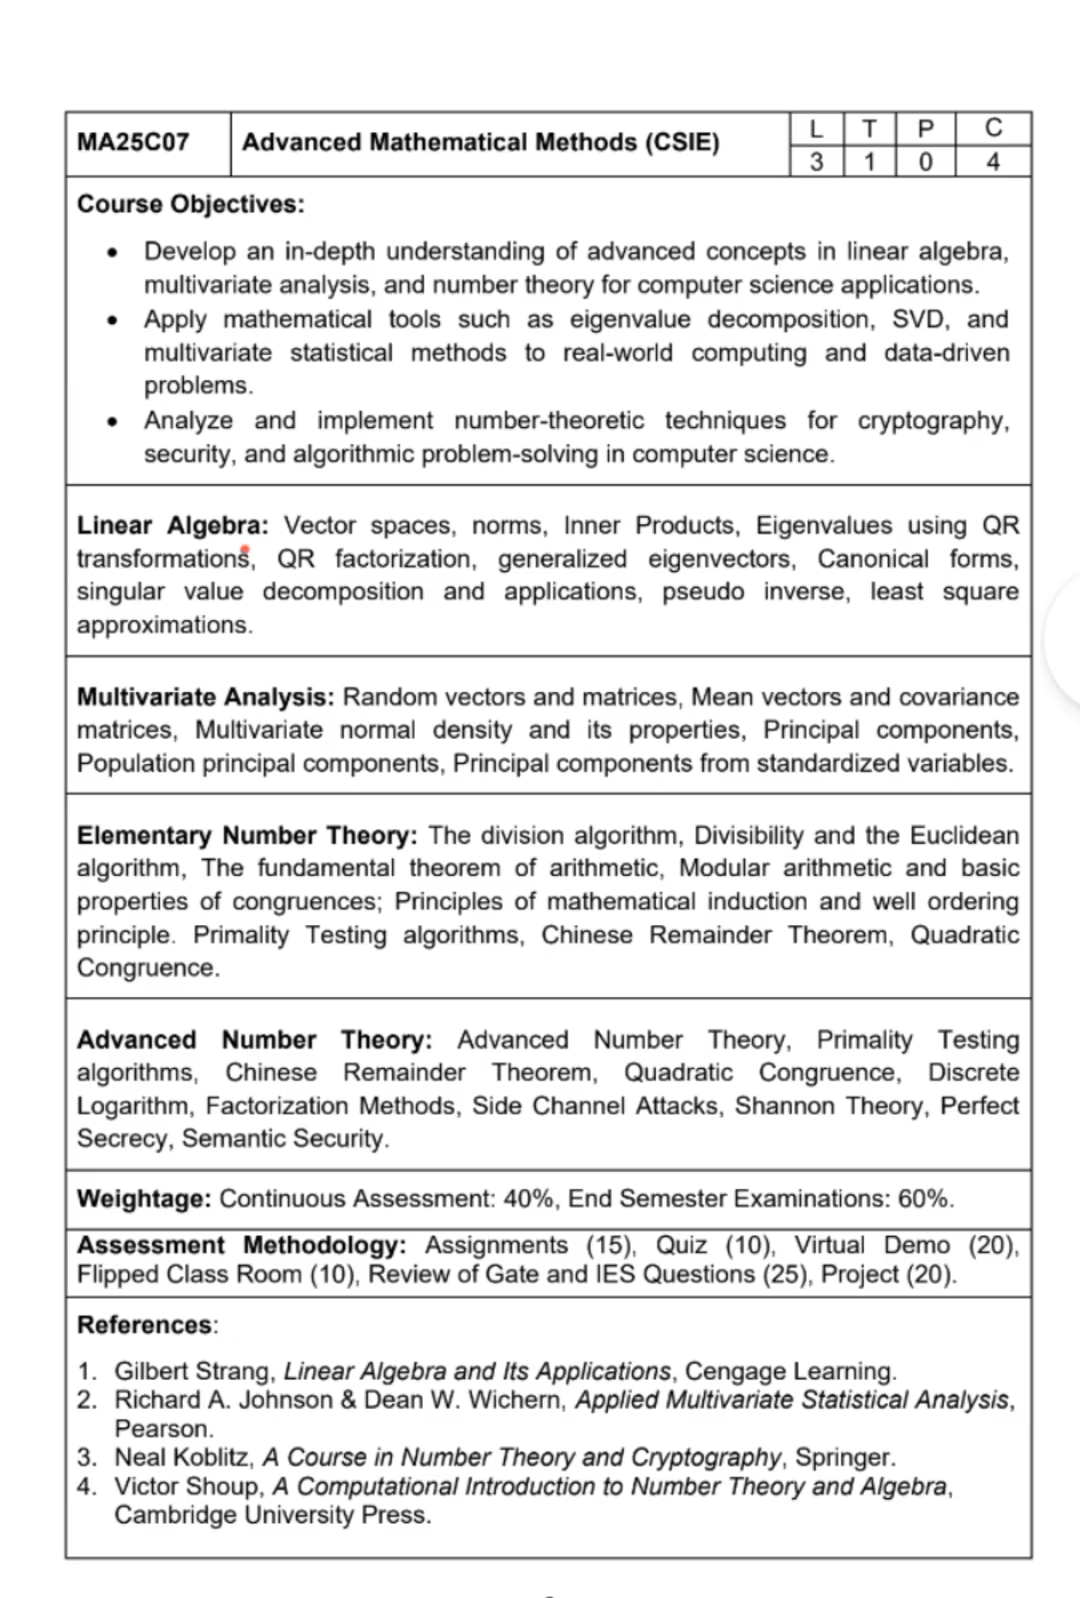 MA25C07 Advanced Mathematical Methods (CSIE) L T P C
3 1 0 4
Course Objectives:
• Develop an in-depth understanding of advanced concepts in linear algebra,
multivariate analysis, and number theory for computer science applications.
• Apply mathematical tools such as eigenvalue decomposition, SVD, and
multivariate statistical methods to real-world computing and data-driven
problems.
• Analyze and implement number-theoretic techniques for cryptography,
security, and algorithmic problem-solving in computer science.
Linear Algebra: Vector spaces, norms, Inner Products, Eigenvalues using QR
transformations, QR factorization, generalized eigenvectors, Canonical forms,
singular value decomposition and applications, pseudo inverse, least square
approximations.
Multivariate Analysis: Random vectors and matrices, Mean vectors and covariance
matrices, Multivariate normal density and its properties, Principal components,
Population principal components, Principal components from standardized variables.
Elementary Number Theory: The division algorithm, Divisibility and the Euclidean
algorithm, The fundamental theorem of arithmetic, Modular arithmetic and basic
properties of congruences; Principles of mathematical induction and well ordering
principle. Primality Testing algorithms, Chinese Remainder Theorem, Quadratic
Congruence.
Advanced Number Theory: Advanced Number Theory, Primality Testing
algorithms, Chinese Remainder Theorem, Quadratic Congruence, Discrete
Logarithm, Factorization Methods, Side Channel Attacks, Shannon Theory, Perfect
Secrecy, Semantic Security.
Weightage: Continuous Assessment: 40%, End Semester Examinations: 60%.
Assessment Methodology: Assignments (15), Quiz (10), Virtual Demo (20),
Flipped Class Room (10), Review of Gate and IES Questions (25), Project (20).
References:
1. Gilbert Strang, Linear Algebra and Its Applications, Cengage Learning.
2. Richard A. Johnson & Dean W. Wichern, Applied Multivariate Statistical Analysis,
Pearson.
3. Neal Koblitz, A Course in Number Theory and Cryptography, Springer.
4. Victor Shoup, A Computational Introduction to Number Theory and Algebra,
Cambridge University Press.